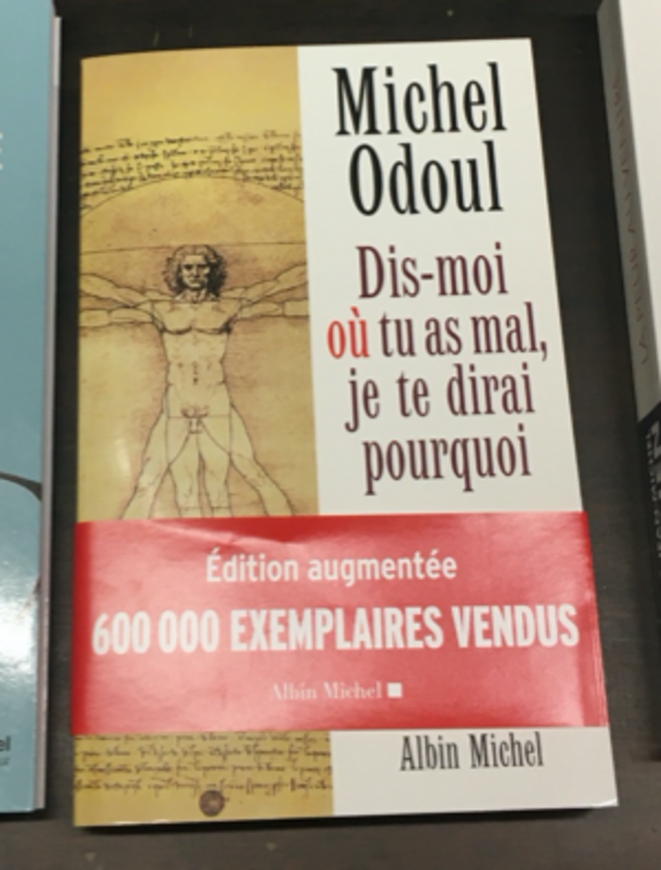 Michel
Odoul
Dis-moi
où tu as mal,
je te dirai
pourquoi
Édition augmentée
600 000 EXEMPLAIRES VENDUS
Albin Michel
Albin Michel